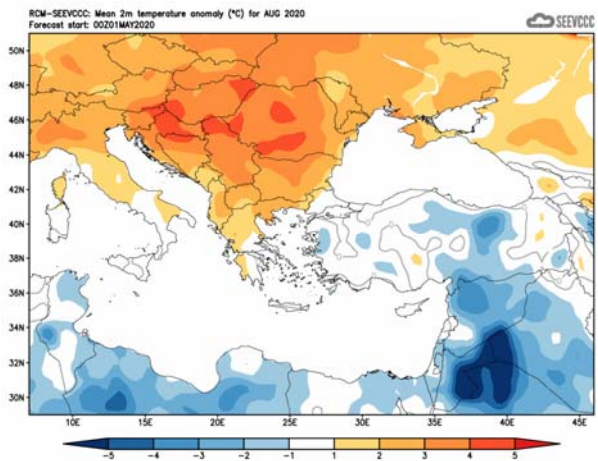 RCM-SEEVCCC: Mean 2m temperature anomaly (°C) for AUG 2020
Forecast start: 00Z01MAY2020
SEEVCCC
50N
48N
46N
44N
42N
40N
38N
36N
34N
32N
30N
10E 15E 20E 25E 30E 35E 40E 45E
-5 -4 -3 -2 -1 1 2 3 4 5